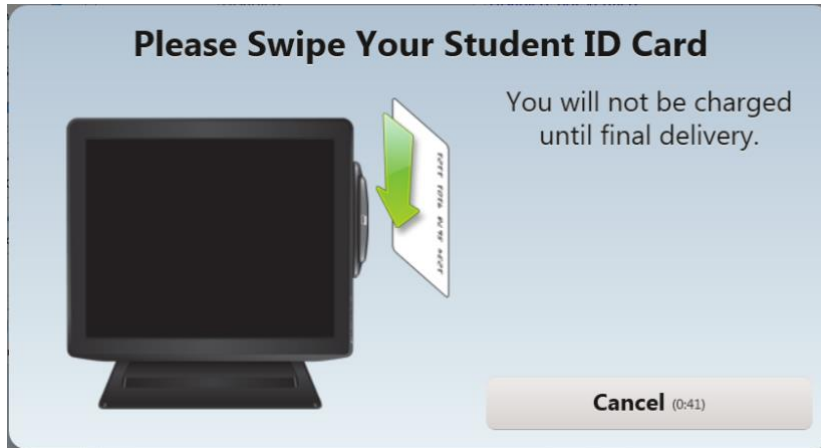 Please Swipe Your Student ID Card
You will not be charged
until final delivery.
Cancel (0:41)